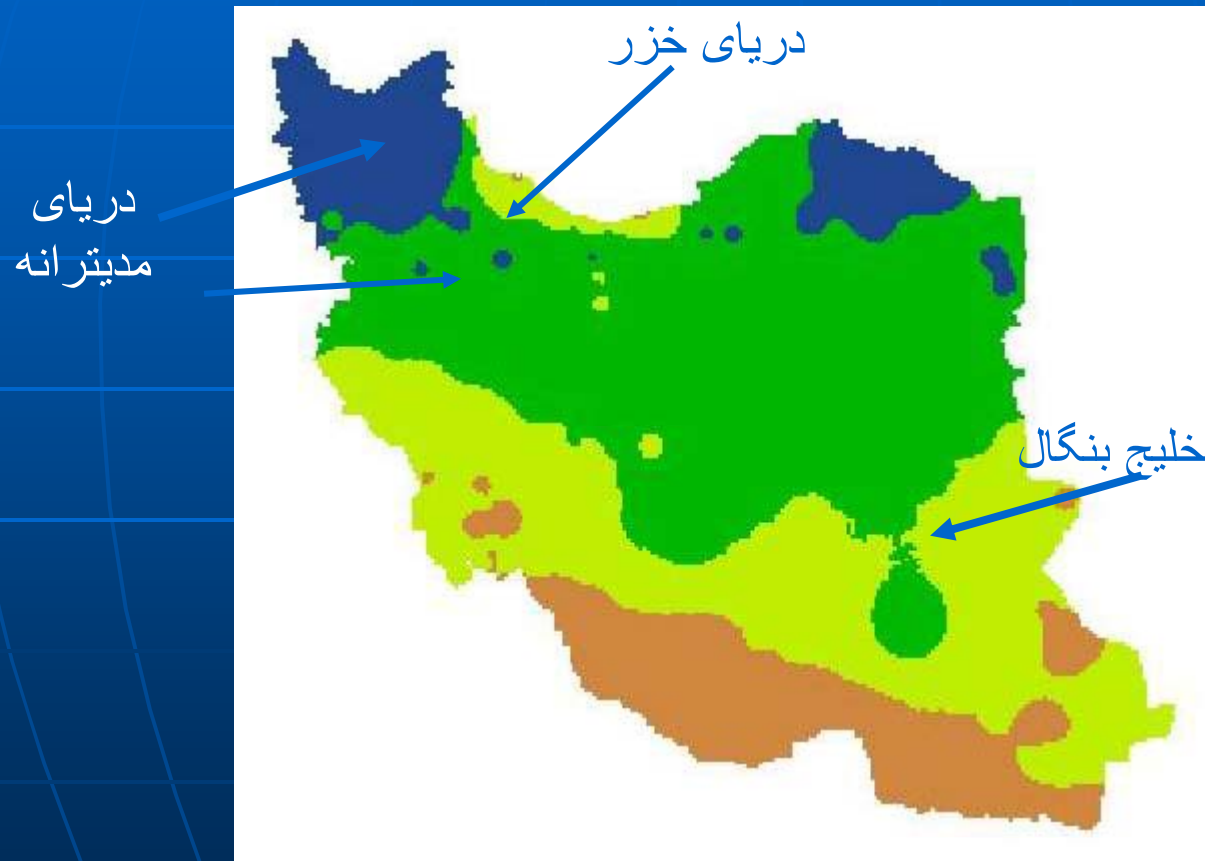 دریای خزر
دریای
مدیترانه
خلیج بنگال